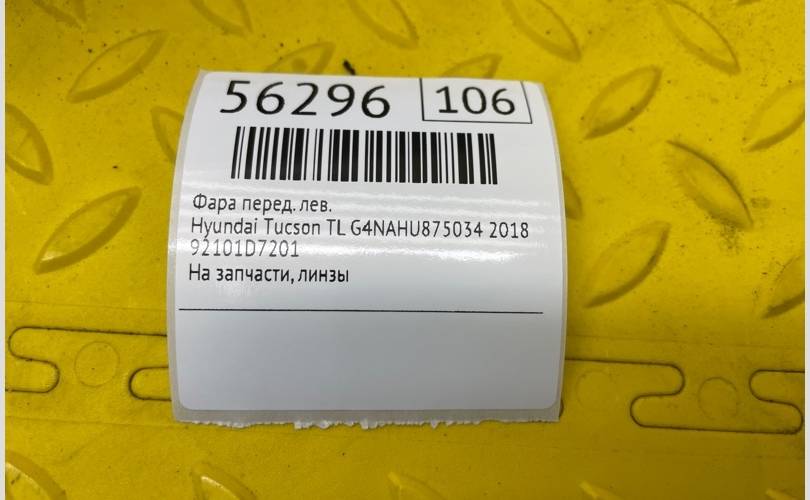 56296 106
Фара перед. лев.
Hyundai Tucson TL G4NAHU875034 2018
92101D7201
На запчасти, линзы